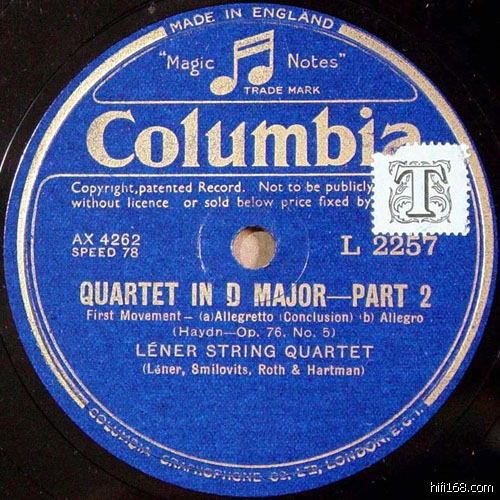 MADE IN ENGLAND
"Magic Notes"
TRADE MARK
Columbia
Copyright,patented Record. Not to be publicly
without licence or sold below price fixed by
T
AX 4262
SPEED 78
L 2257
QUARTET IN D MAJOR—PART 2
First Movement — (a)Allegretto (Conclusion) (b) Allegro
(Haydn—Op. 76, No. 5)
LÉNER STRING QUARTET
(Léner, Smilovits, Roth & Hartman)
COLUMBIA GRAPHOPHONE CO. LTD. LONDON. E.C.1.
hifi168.com